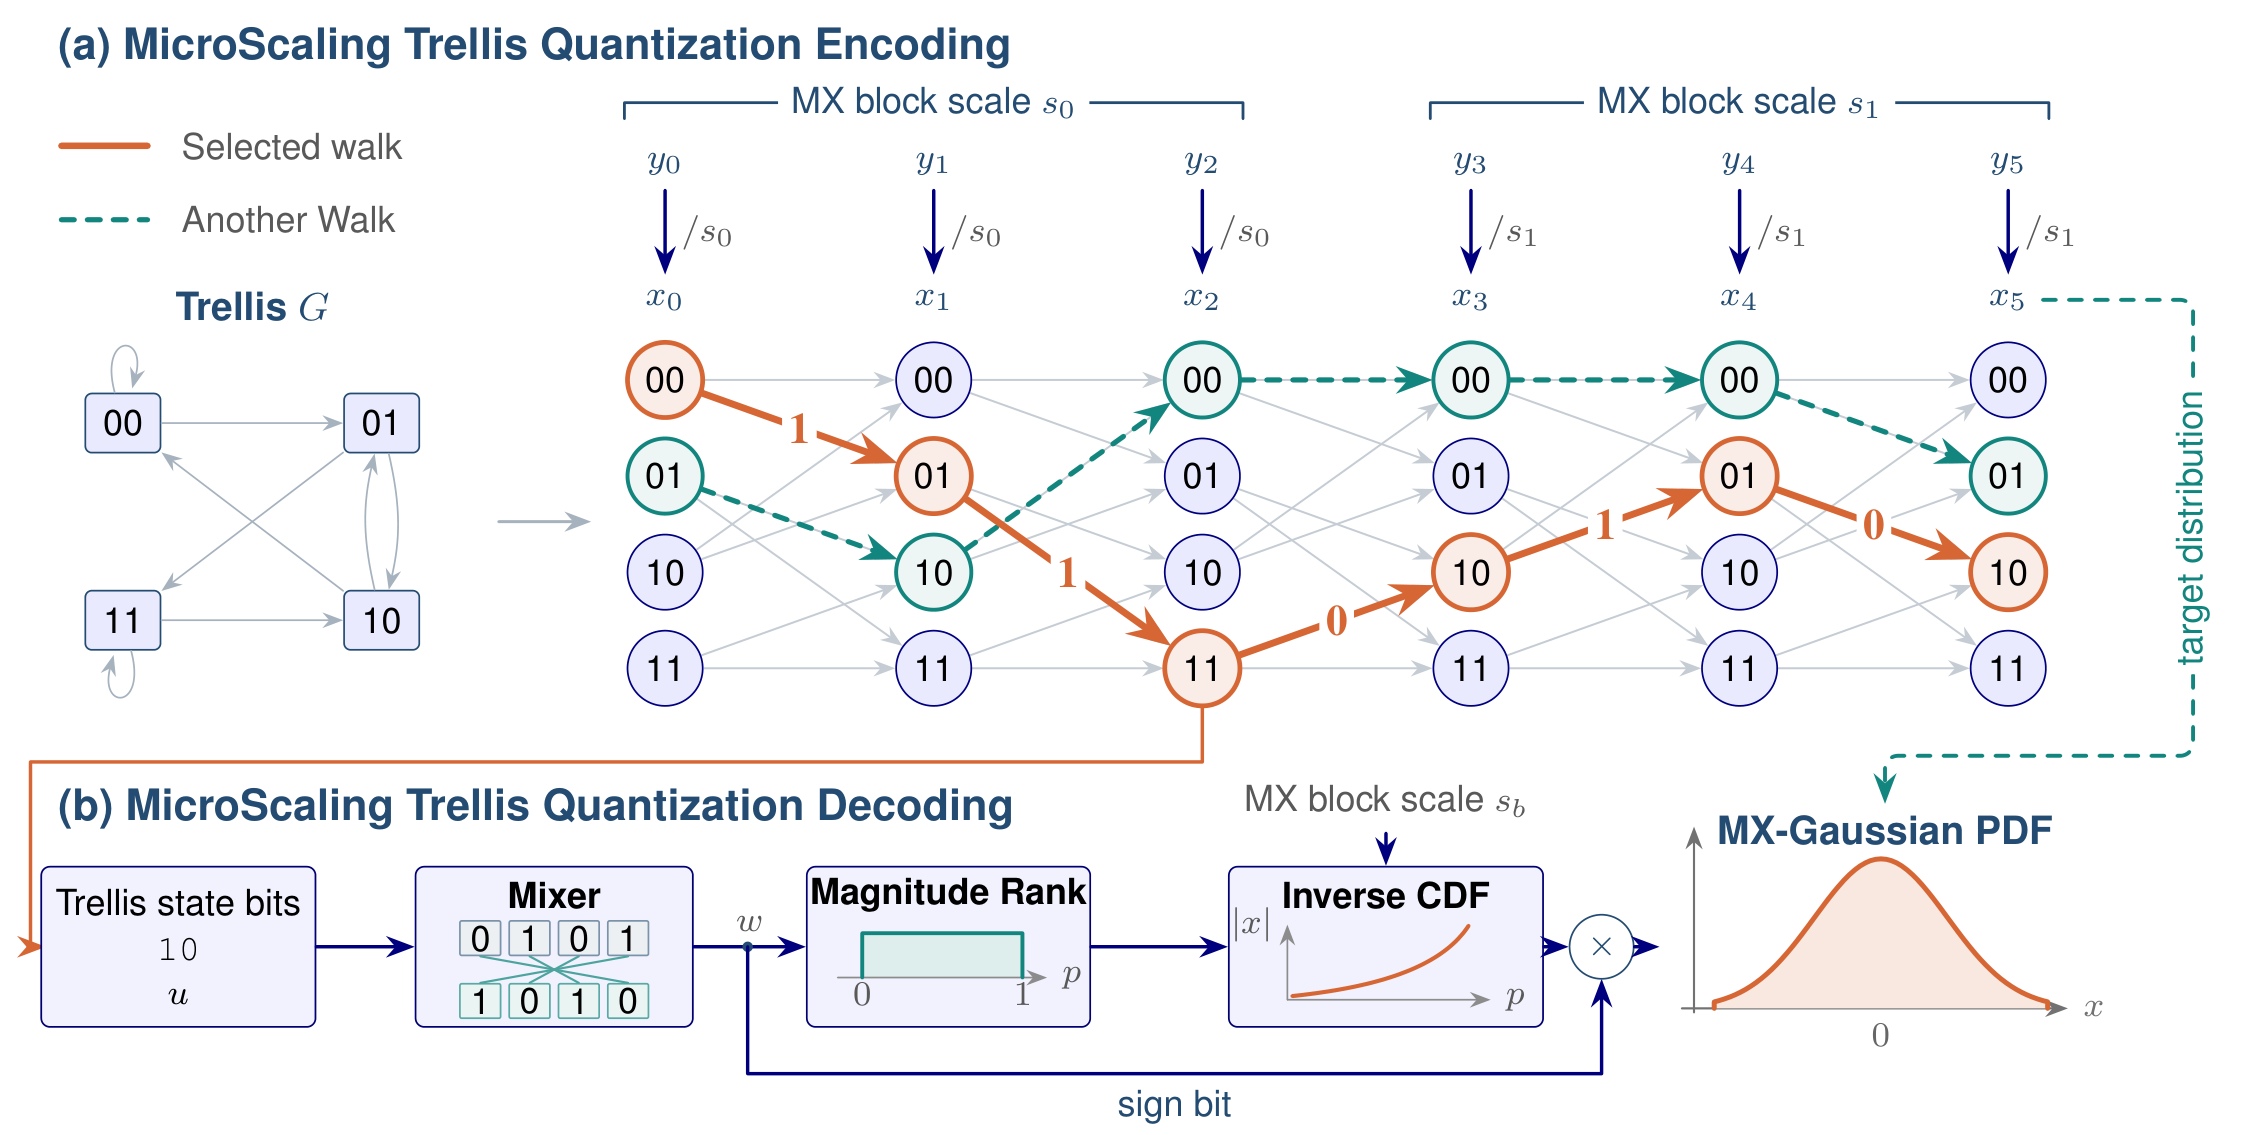 (a) MicroScaling Trellis Quantization Encoding
MX block scale s₀ MX block scale s₁
Selected walk
Another Walk
y₀ y₁ y₂ y₃ y₄ y₅
/s₀ /s₀ /s₀ /s₁ /s₁ /s₁
x₀ x₁ x₂ x₃ x₄ x₅
Trellis G
00 01
11 10
00 00 00 00 00 00
1
01 01 01 01 01 01
1 1 0
10 10 10 10 10 10
0
11 11 11 11 11 11
target distribution
(b) MicroScaling Trellis Quantization Decoding
MX block scale s_b
Trellis state bits
10
u
Mixer
0 1 0 1
1 0 1 0
w
Magnitude Rank
0 1 p
Inverse CDF
|x|
p
×
sign bit
MX-Gaussian PDF
x
0